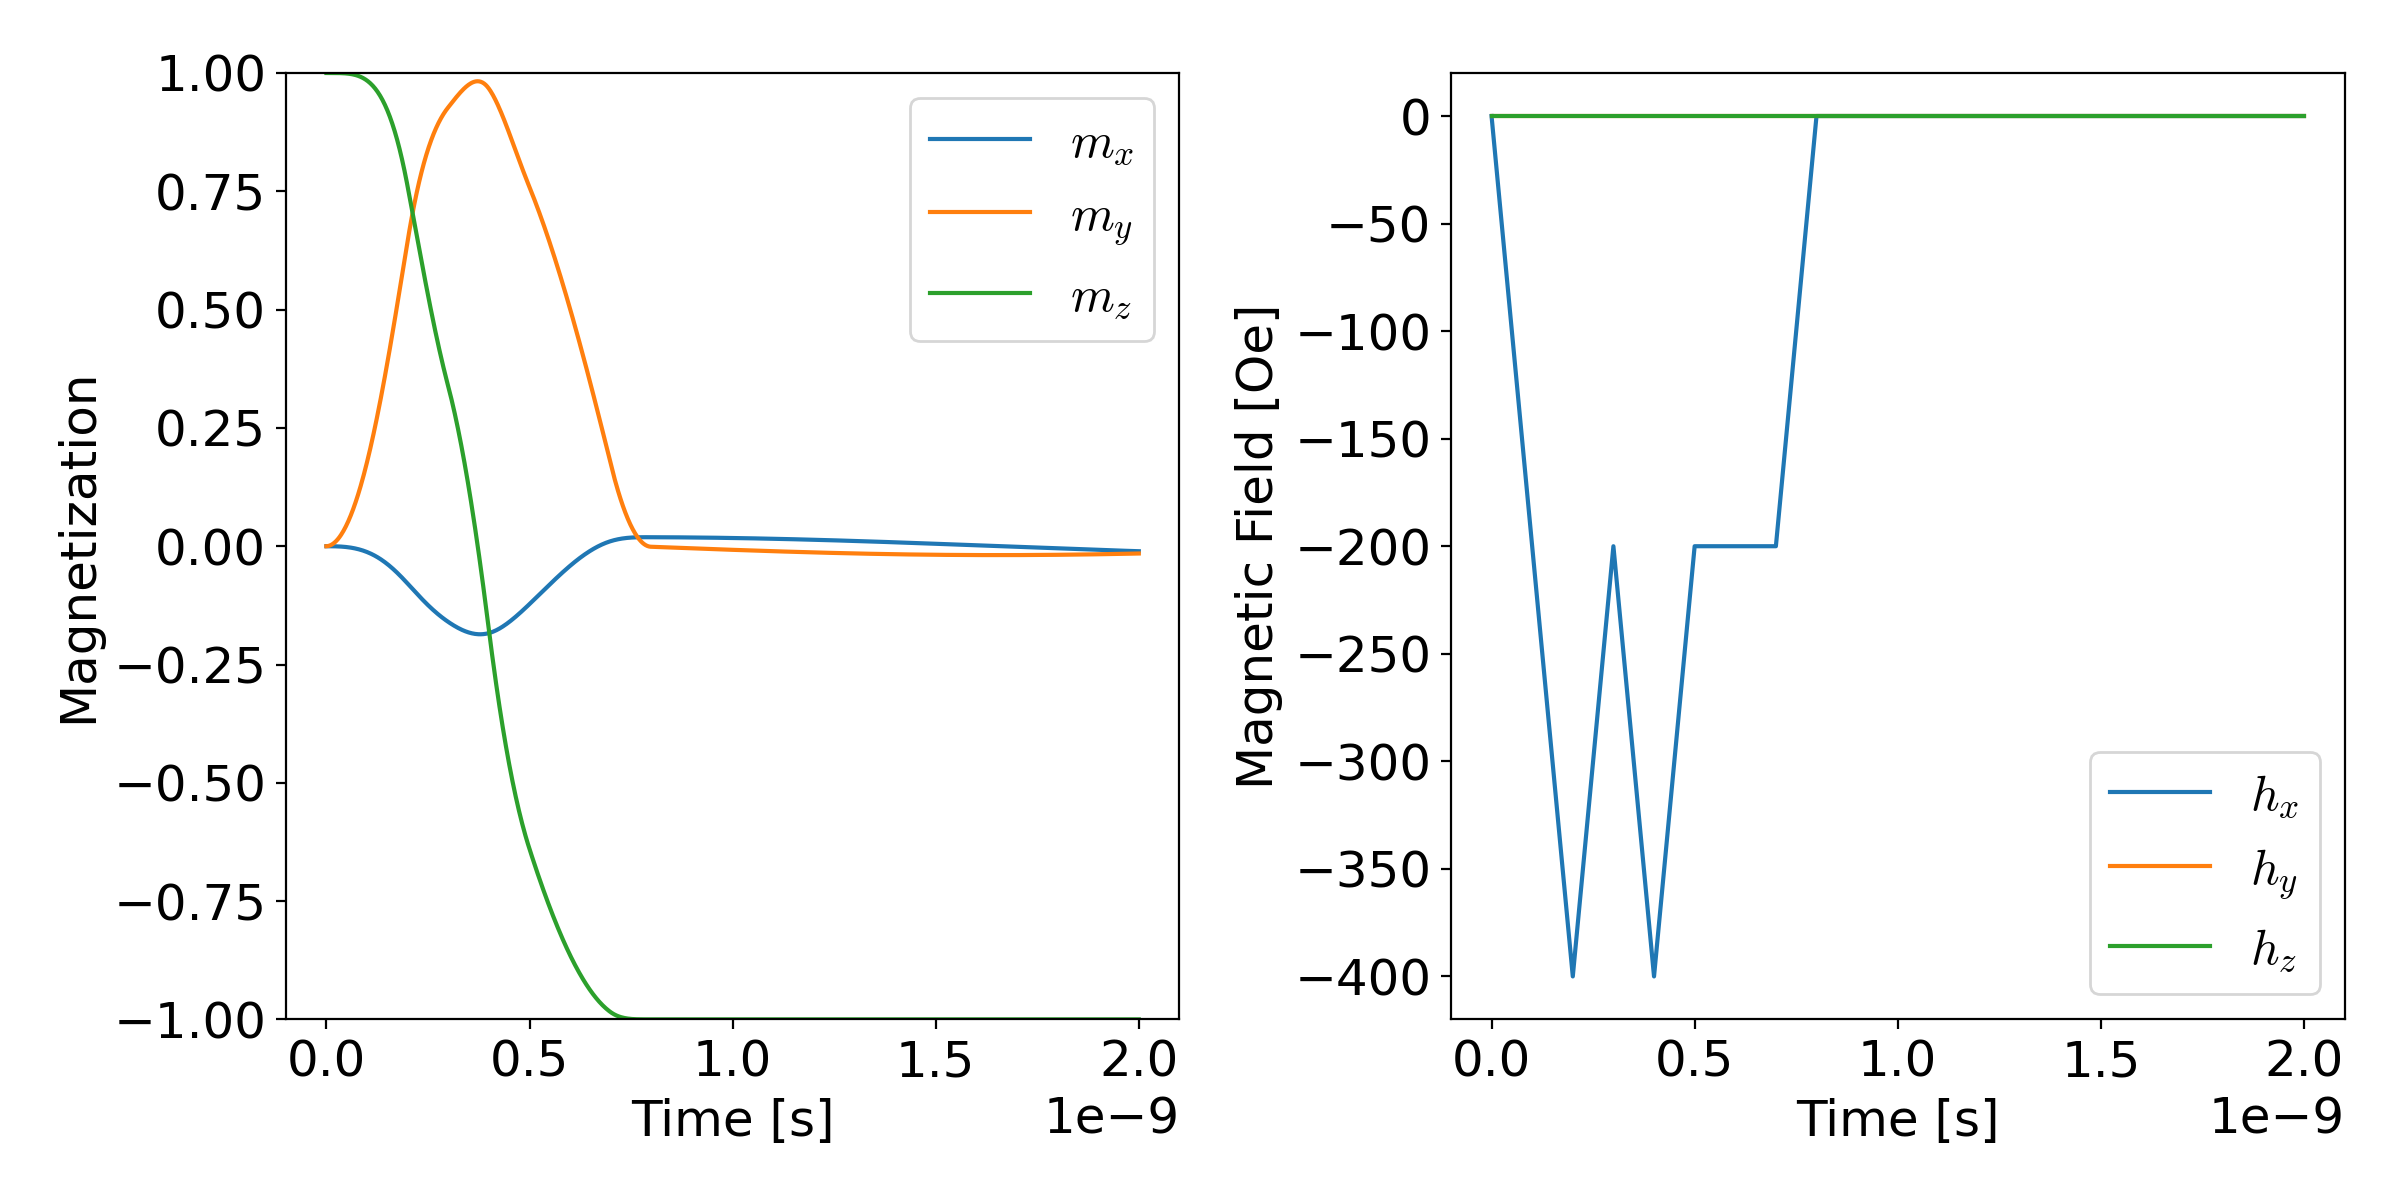 Magnetization
1.00
0.75
0.50
0.25
0.00
−0.25
−0.50
−0.75
−1.00
0.0 0.5 1.0 1.5 2.0
Time [s]
1e−9
m_x
m_y
m_z
Magnetic Field [Oe]
0
−50
−100
−150
−200
−250
−300
−350
−400
0.0 0.5 1.0 1.5 2.0
Time [s]
1e−9
h_x
h_y
h_z